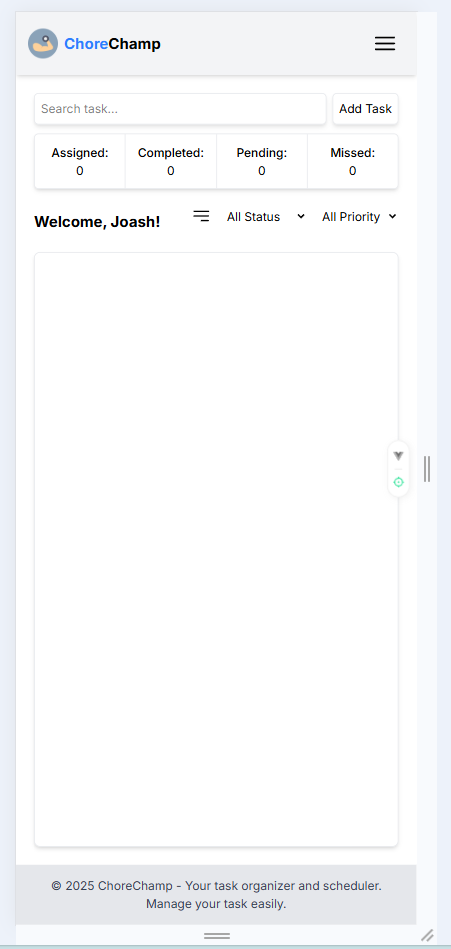 ChoreChamp
Search task...
Add Task
Assigned:
0
Completed:
0
Pending:
0
Missed:
0
Welcome, Joash!
All Status
All Priority
© 2025 ChoreChamp - Your task organizer and scheduler.
Manage your task easily.